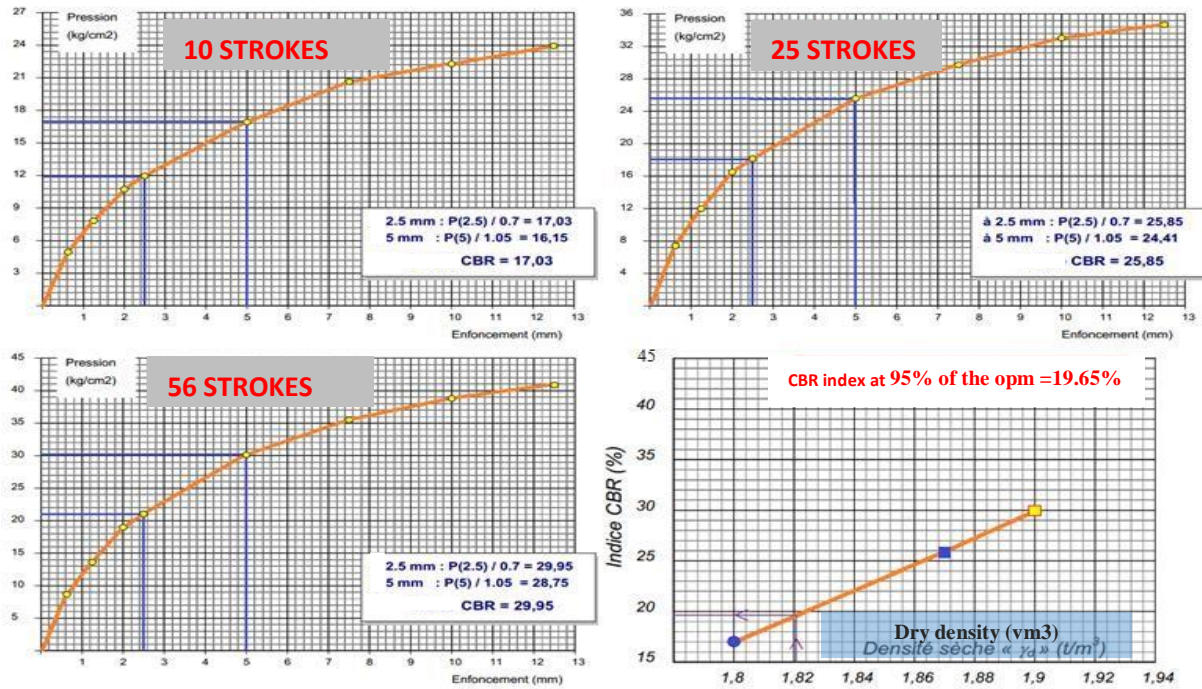 Pression
(kg/cm2)
10 STROKES
27
24
21
18
15
12
9
6
3
2.5 mm : P(2.5) / 0.7 = 17,03
5 mm : P(5) / 1.05 = 16,15
CBR = 17,03
1 2 3 4 5 6 7 8 9 10 11 12 13
Enfoncement (mm)
Pression
(kg/cm2)
25 STROKES
36
32
28
24
20
16
12
8
4
à 2.5 mm : P(2.5) / 0.7 = 25,85
à 5 mm : P(5) / 1.05 = 24,41
CBR = 25,85
1 2 3 4 5 6 7 8 9 10 11 12 13
Enfoncement (mm)
Pression
(kg/cm2)
56 STROKES
45
40
35
30
25
20
15
10
5
2.5 mm : P(2.5) / 0.7 = 29,95
5 mm : P(5) / 1.05 = 28,75
CBR = 29,95
1 2 3 4 5 6 7 8 9 10 11 12 13
Enfoncement (mm)
CBR index at 95% of the opm =19.65%
Indice CBR (%)
45
40
35
30
25
20
15
Dry density (vm3)
Densité sèché « γd » (t/m³)
1,8 1,82 1,84 1,86 1,88 1,9 1,92 1,94